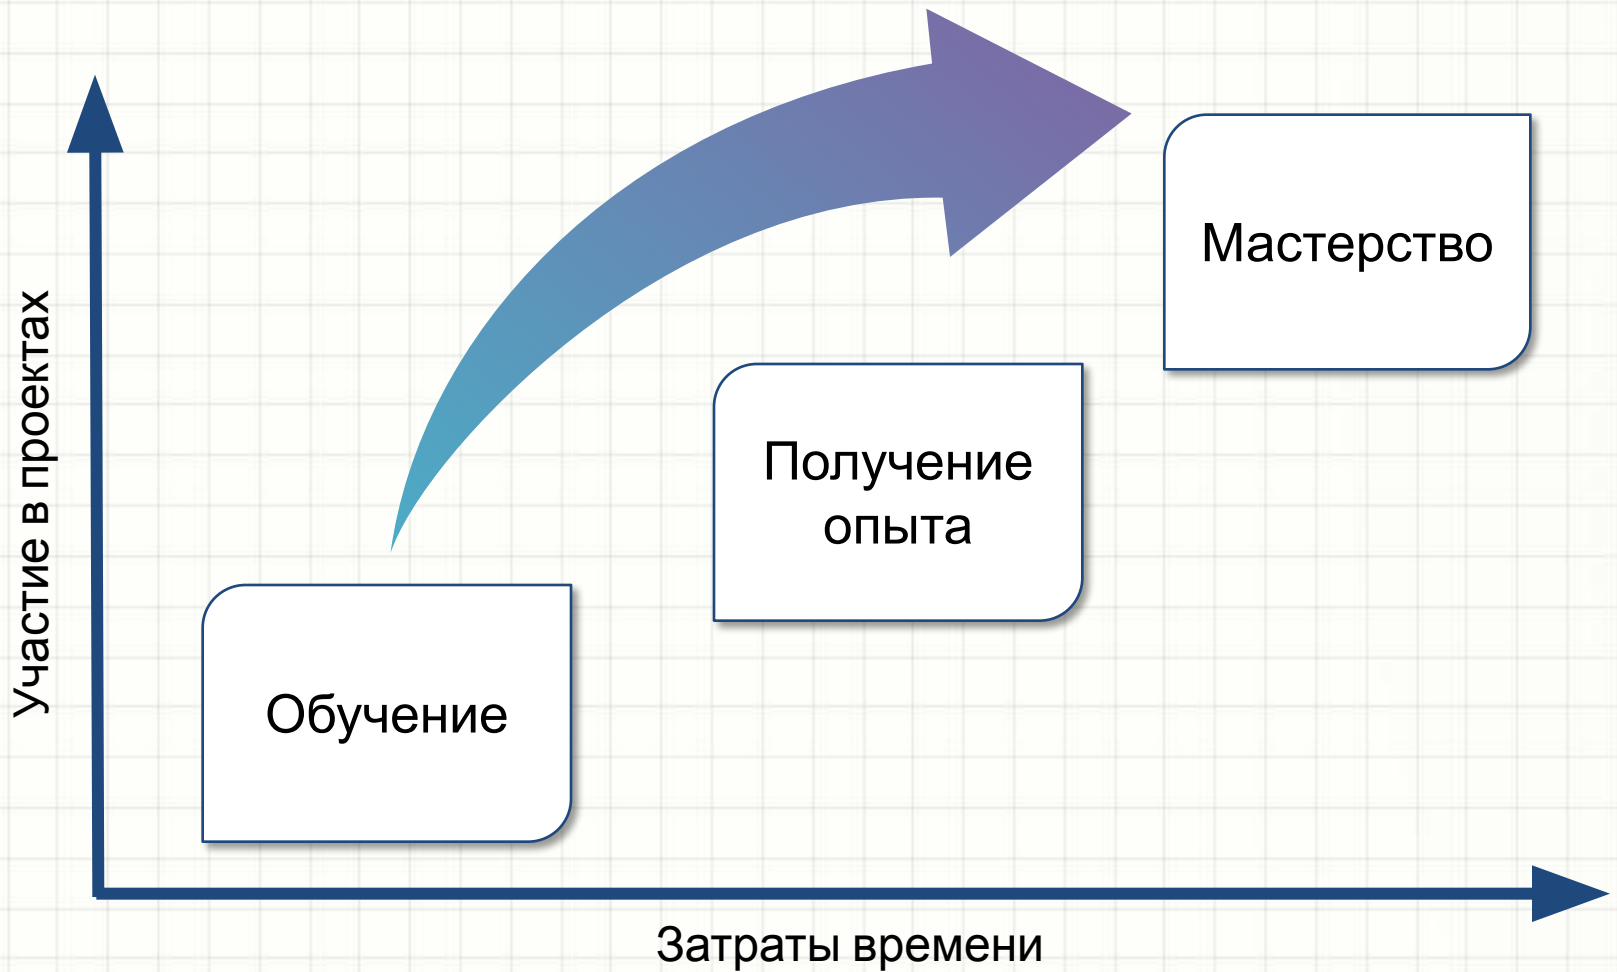 Участие в проектах
Мастерство
Получение
опыта
Обучение
Затраты времени